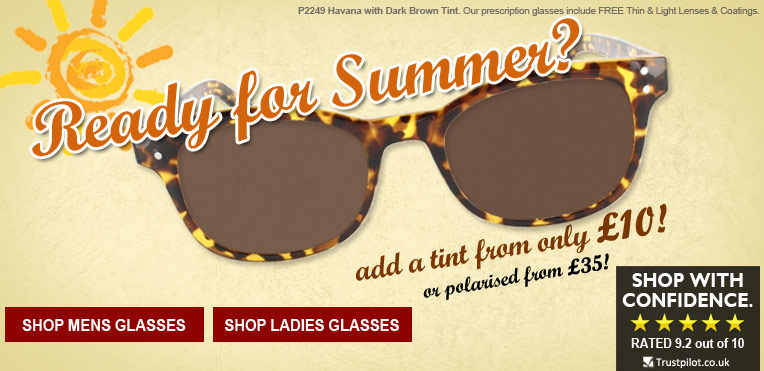 P2249 Havana with Dark Brown Tint. Our prescription glasses include FREE Thin & Light Lenses & Coatings.
Ready for Summer?
add a tint from only £10!
or polarised from £35!
SHOP MENS GLASSES
SHOP LADIES GLASSES
SHOP WITH
CONFIDENCE.
RATED 9.2 out of 10
Trustpilot.co.uk